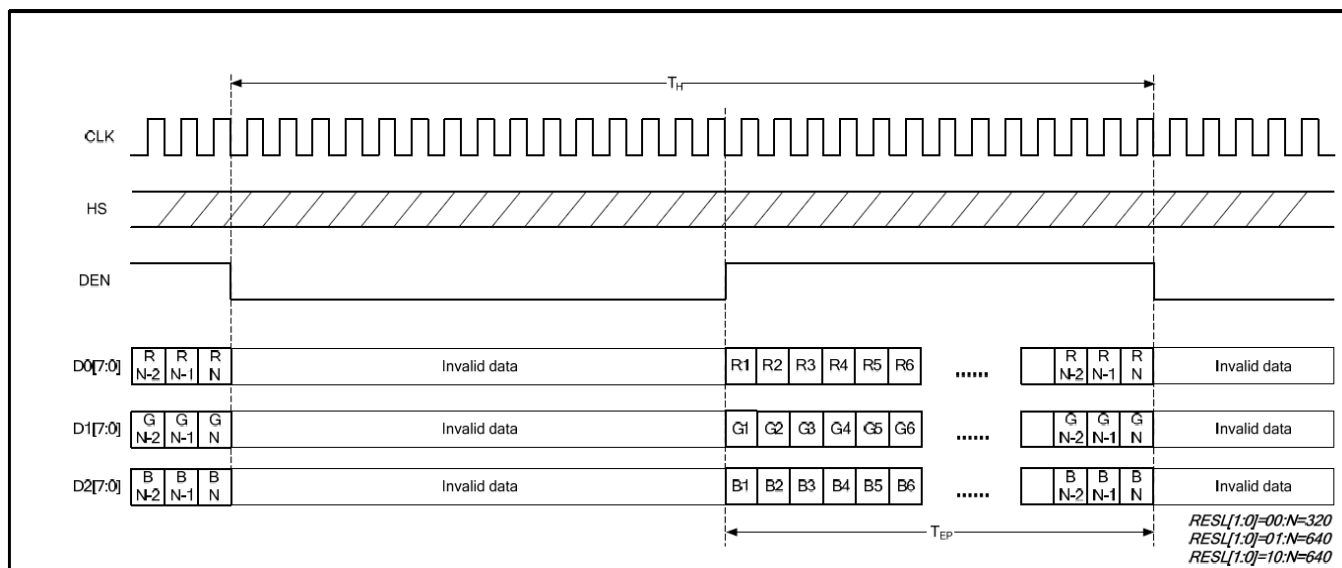 TH
CLK
HS
DEN
D0[7:0] R N-2 R N-1 R N Invalid data R1 R2 R3 R4 R5 R6 ...... R N-2 R N-1 R N Invalid data
D1[7:0] G N-2 G N-1 G N Invalid data G1 G2 G3 G4 G5 G6 ...... G N-2 G N-1 G N Invalid data
D2[7:0] B N-2 B N-1 B N Invalid data B1 B2 B3 B4 B5 B6 ...... B N-2 B N-1 B N Invalid data
TEP
RESL[1:0]=00:N=320
RESL[1:0]=01:N=640
RESL[1:0]=10:N=640